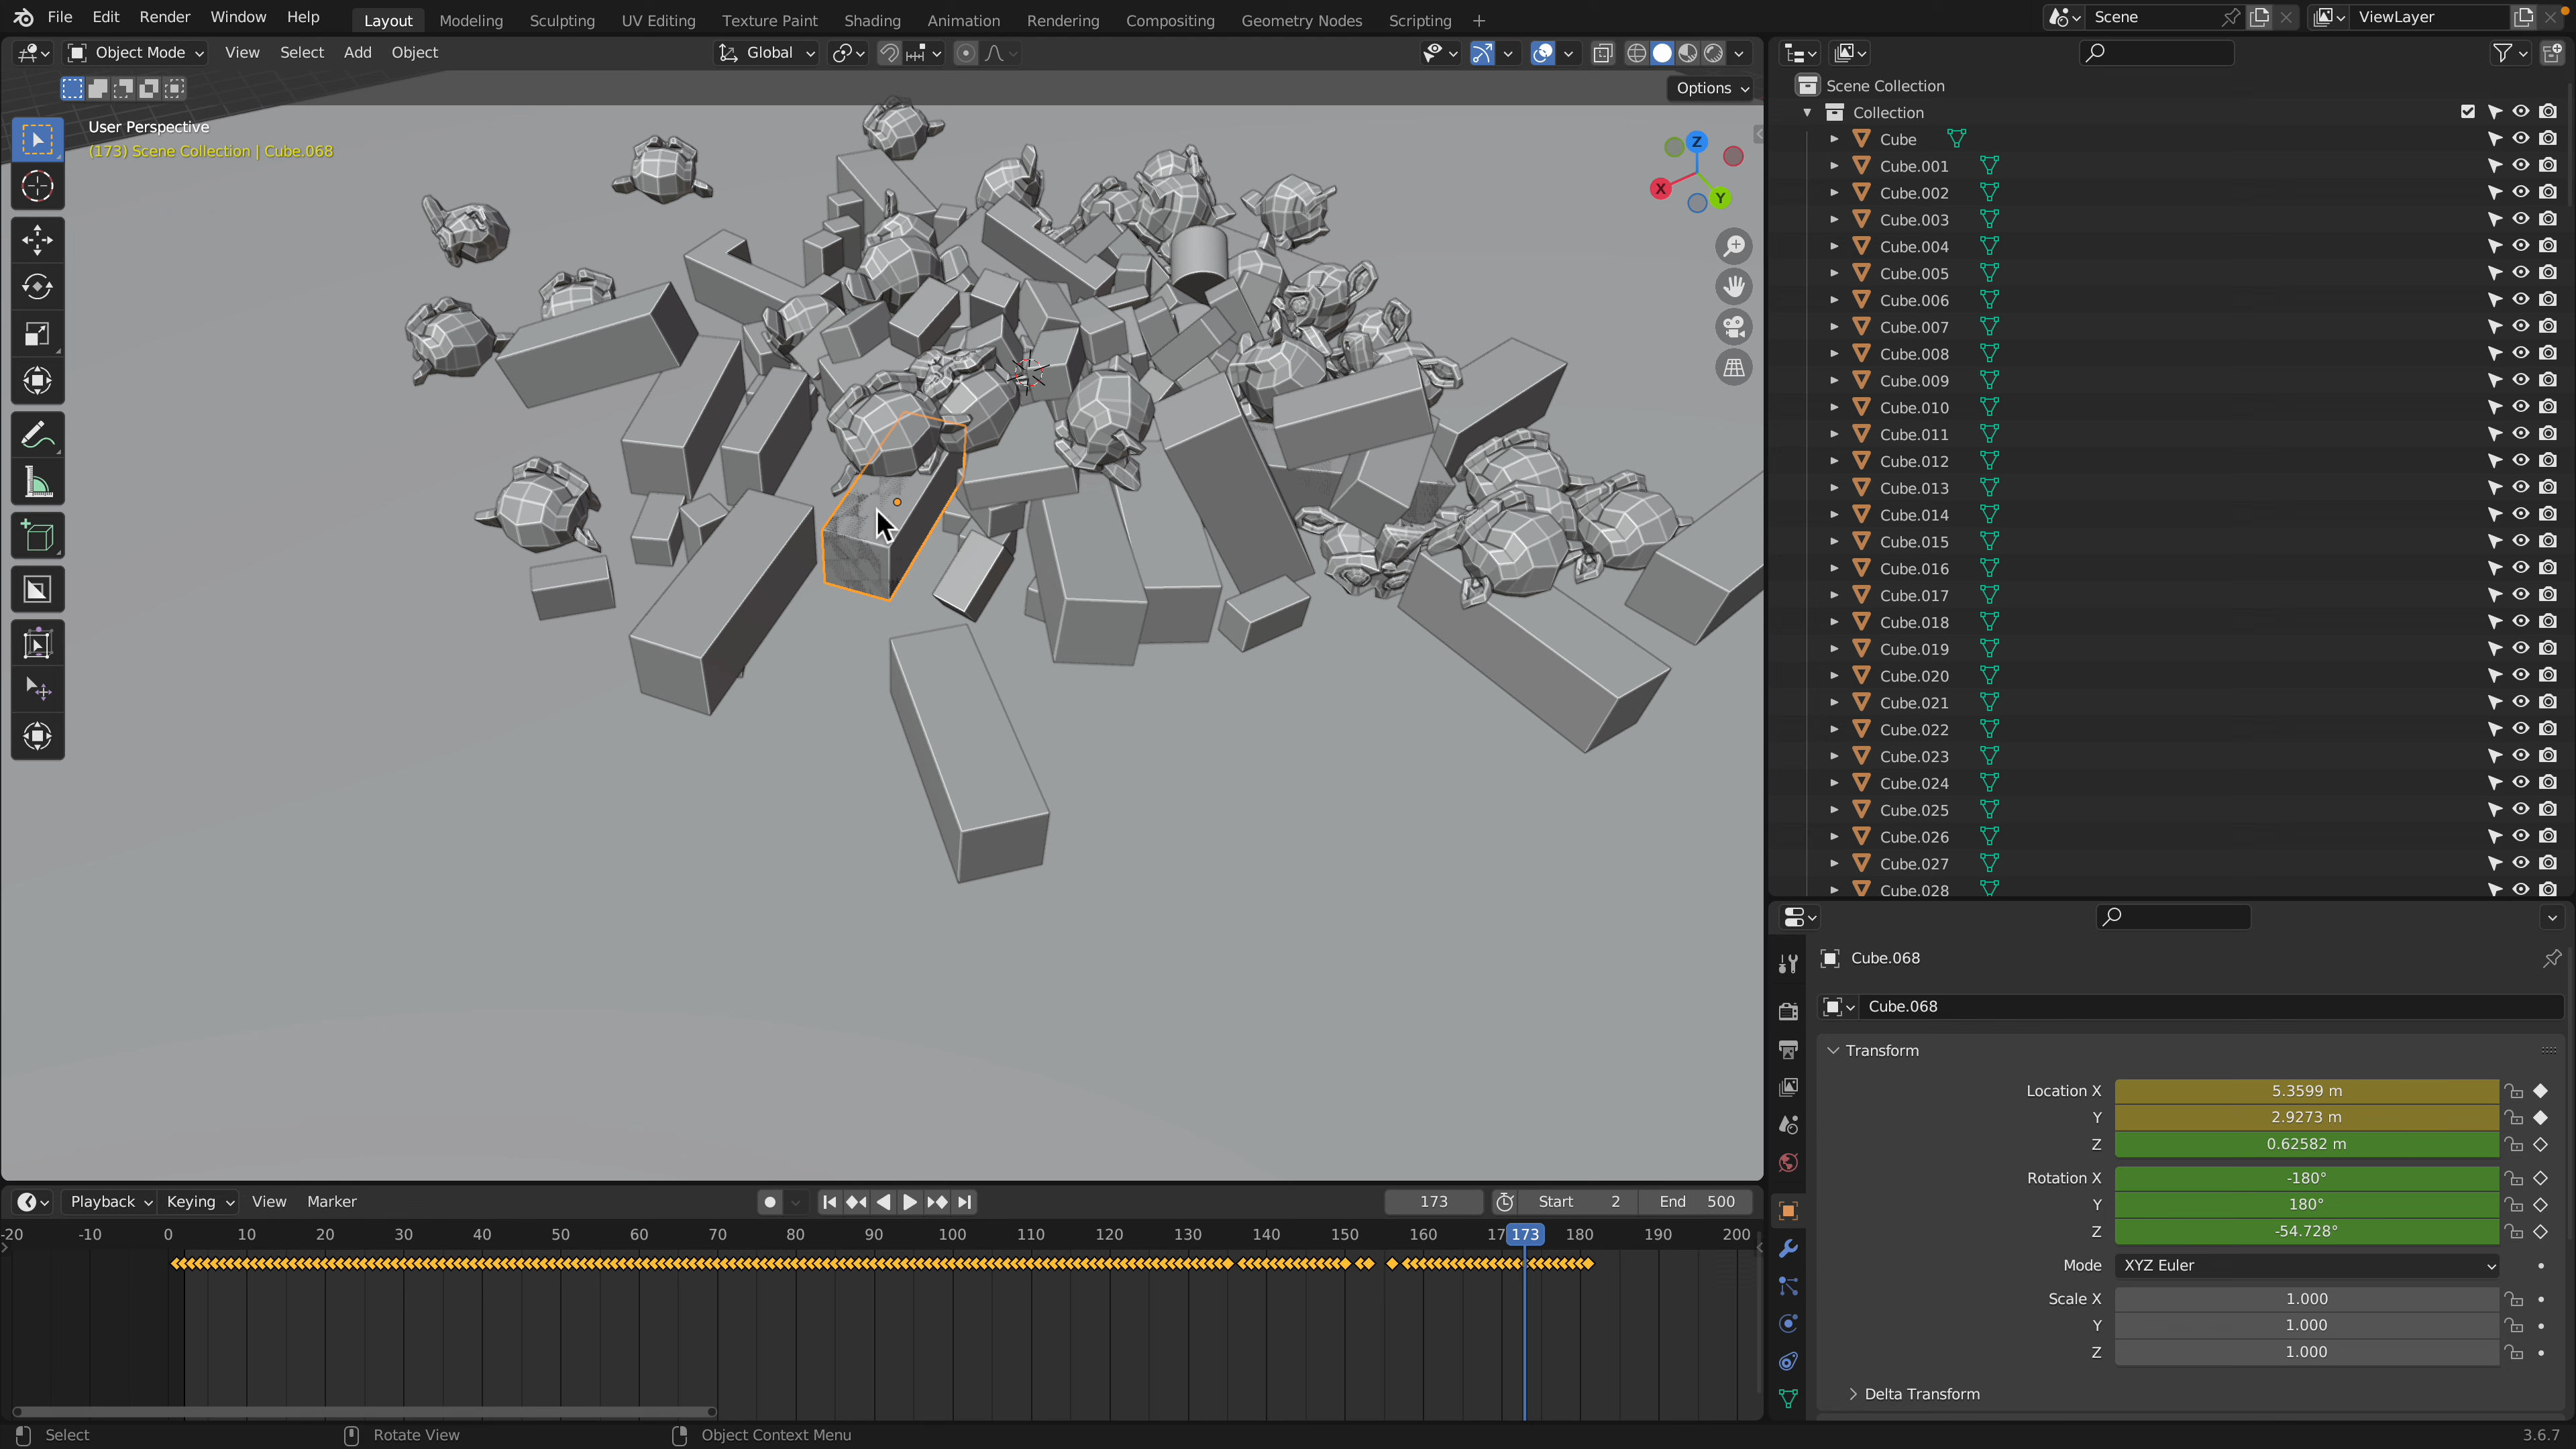 File Edit Render Window Help Layout Modeling Sculpting UV Editing Texture Paint Shading Animation Rendering Compositing Geometry Nodes Scripting + Scene ViewLayer
Object Mode View Select Add Object Global
Options
User Perspective
(173) Scene Collection | Cube.068
Z
X
Y
Scene Collection
Collection
Cube
Cube.001
Cube.002
Cube.003
Cube.004
Cube.005
Cube.006
Cube.007
Cube.008
Cube.009
Cube.010
Cube.011
Cube.012
Cube.013
Cube.014
Cube.015
Cube.016
Cube.017
Cube.018
Cube.019
Cube.020
Cube.021
Cube.022
Cube.023
Cube.024
Cube.025
Cube.026
Cube.027
Cube.028
Cube.068
Cube.068
Transform
Location X 5.3599 m
Y 2.9273 m
Z 0.62582 m
Rotation X -180°
Y 180°
Z -54.728°
Mode XYZ Euler
Scale X 1.000
Y 1.000
Z 1.000
Delta Transform
Playback Keying View Marker 173 Start 2 End 500
-20 -10 0 10 20 30 40 50 60 70 80 90 100 110 120 130 140 150 160 17 173 180 190 200
Select Rotate View Object Context Menu 3.6.7